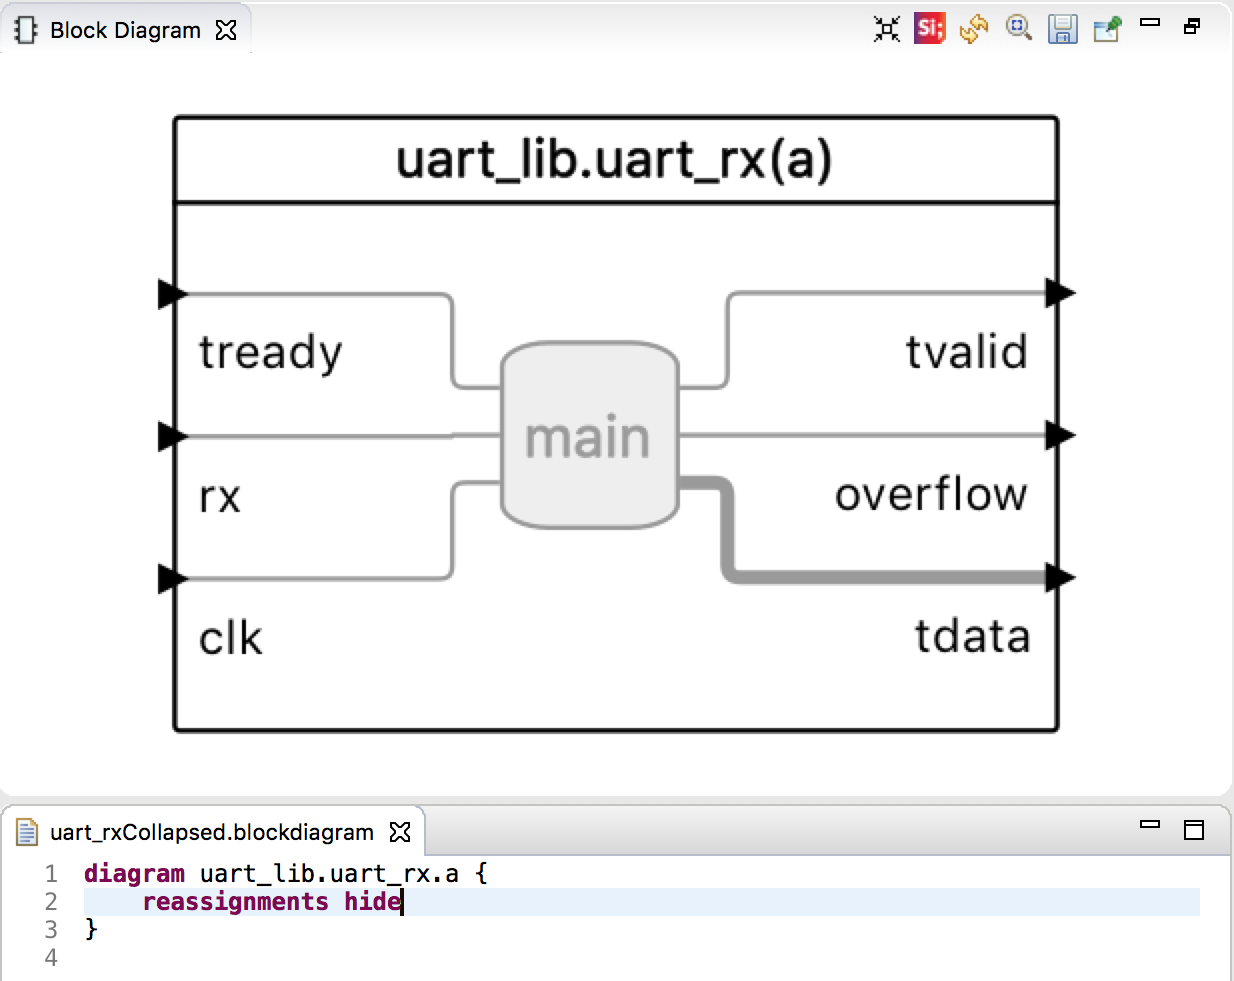 Block Diagram
Si;
uart_lib.uart_rx(a)
tready
tvalid
main
rx
overflow
clk
tdata
uart_rxCollapsed.blockdiagram
1 diagram uart_lib.uart_rx.a {
2 reassignments hide
3 }
4